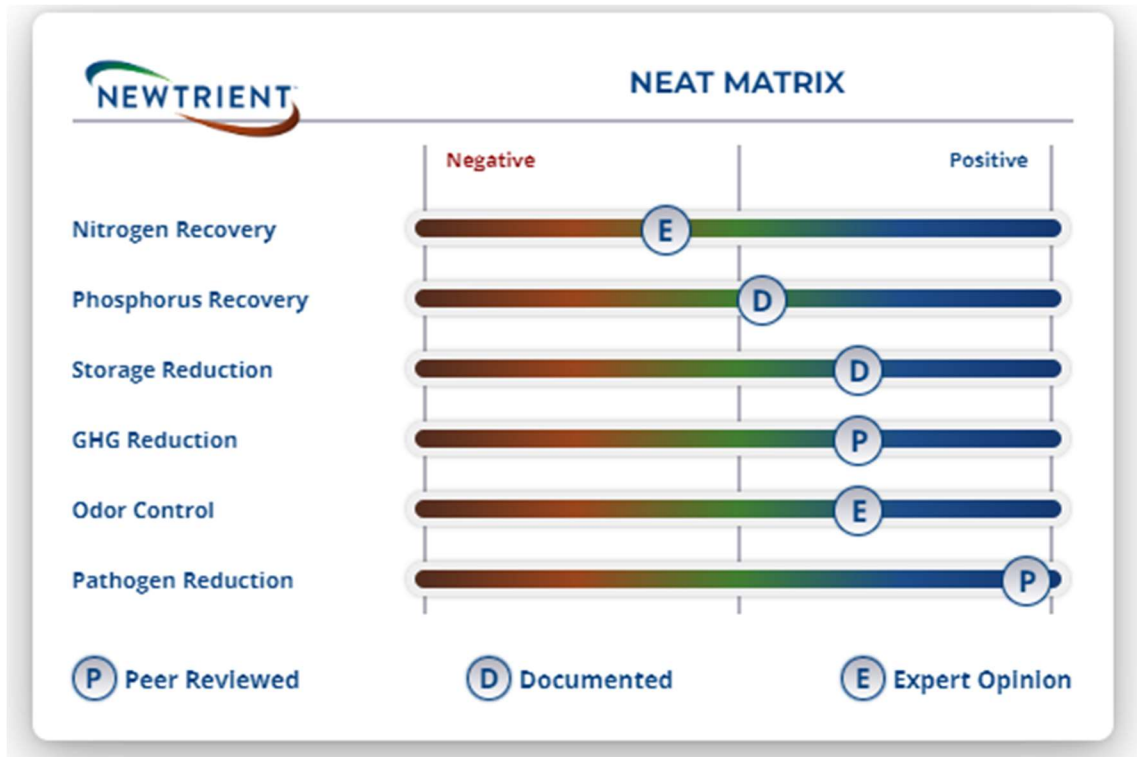 NEWTRIENT
NEAT MATRIX
Negative
Positive
Nitrogen Recovery
E
Phosphorus Recovery
D
Storage Reduction
D
GHG Reduction
P
Odor Control
E
Pathogen Reduction
P
P Peer Reviewed
D Documented
E Expert Opinion